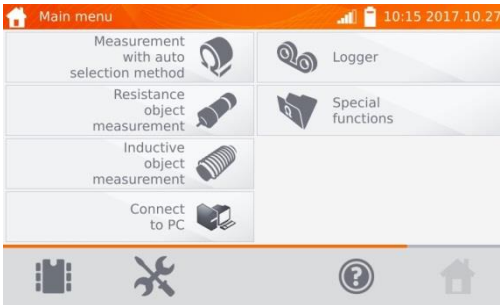 Main menu
10:15 2017.10.27
Measurement
with auto
selection method
Resistance
object
measurement
Inductive
object
measurement
Connect
to PC
Logger
Special
functions